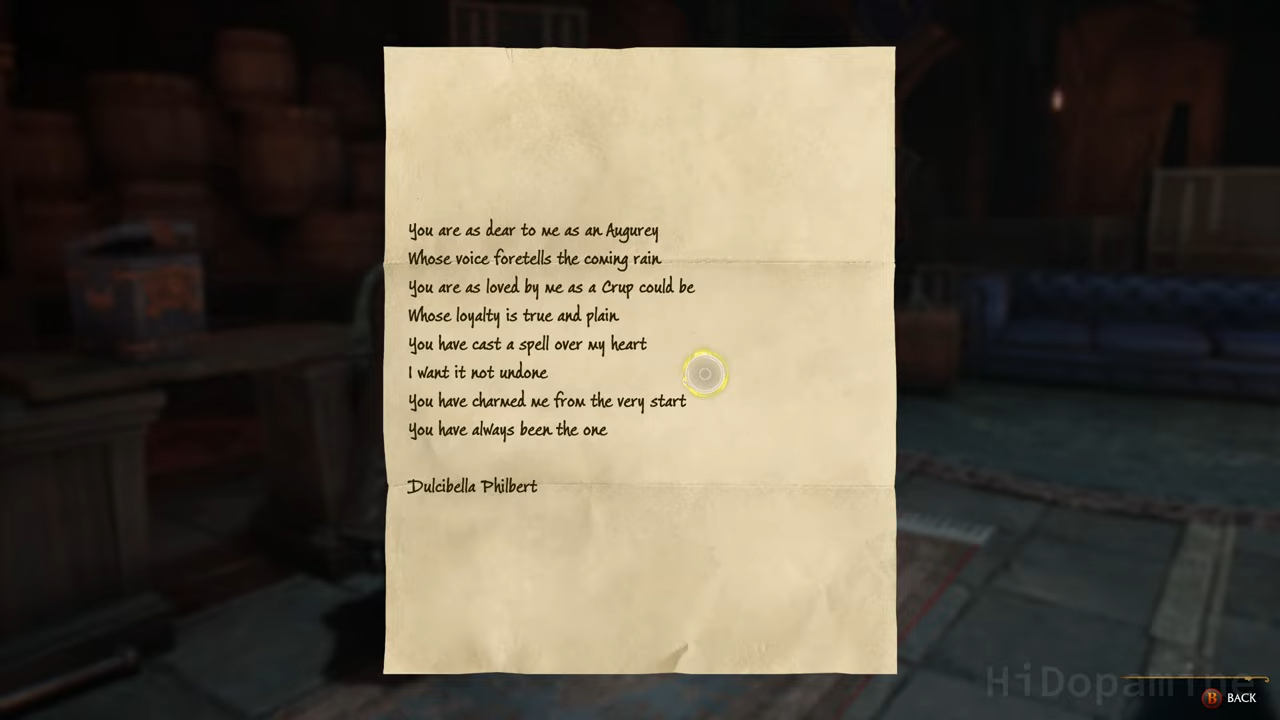 You are as dear to me as an Augurey
Whose voice foretells the coming rain
You are as loved by me as a Crup could be
Whose loyalty is true and plain
You have cast a spell over my heart
I want it not undone
You have charmed me from the very start
You have always been the one
Dulcibella Philbert
HiDopamine
B BACK